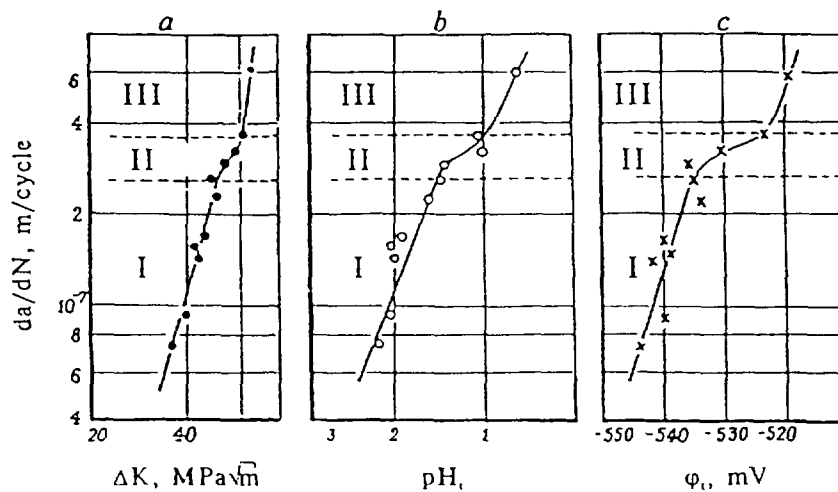 a b c
da/dN, m/cycle
6
4
2
10⁻⁷
8
6
4
III
II
I
III
II
I
III
II
I
20 40
3 2 1
-550 -540 -530 -520
ΔK, MPa√m
pHₜ
φₜ, mV